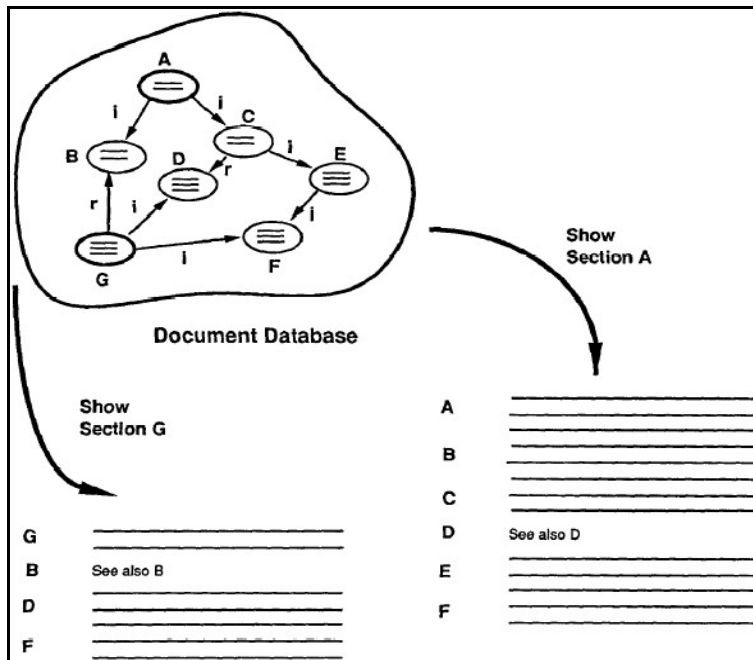 A
i
i
C
B
D
i
E
r
r
i
i
i
F
G
Document Database
Show
Section A
Show
Section G
A
B
C
D See also D
E
F
G
B See also B
D
F